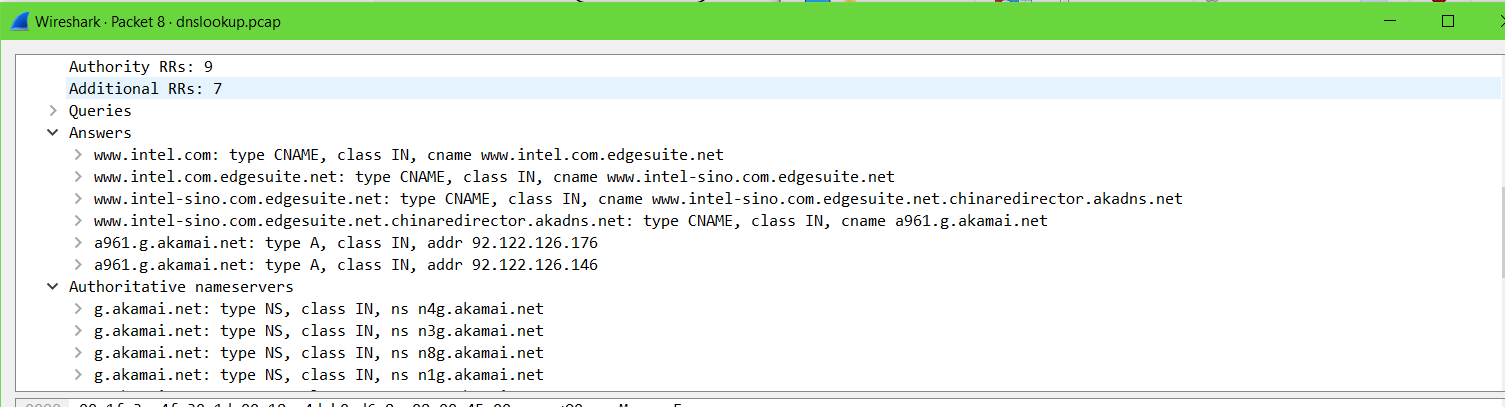 Wireshark · Packet 8 · dnslookup.pcap
Authority RRs: 9
Additional RRs: 7
Queries
Answers
www.intel.com: type CNAME, class IN, cname www.intel.com.edgesuite.net
www.intel.com.edgesuite.net: type CNAME, class IN, cname www.intel-sino.com.edgesuite.net
www.intel-sino.com.edgesuite.net: type CNAME, class IN, cname www.intel-sino.com.edgesuite.net.chinaredirector.akadns.net
www.intel-sino.com.edgesuite.net.chinaredirector.akadns.net: type CNAME, class IN, cname a961.g.akamai.net
a961.g.akamai.net: type A, class IN, addr 92.122.126.176
a961.g.akamai.net: type A, class IN, addr 92.122.126.146
Authoritative nameservers
g.akamai.net: type NS, class IN, ns n4g.akamai.net
g.akamai.net: type NS, class IN, ns n3g.akamai.net
g.akamai.net: type NS, class IN, ns n8g.akamai.net
g.akamai.net: type NS, class IN, ns n1g.akamai.net